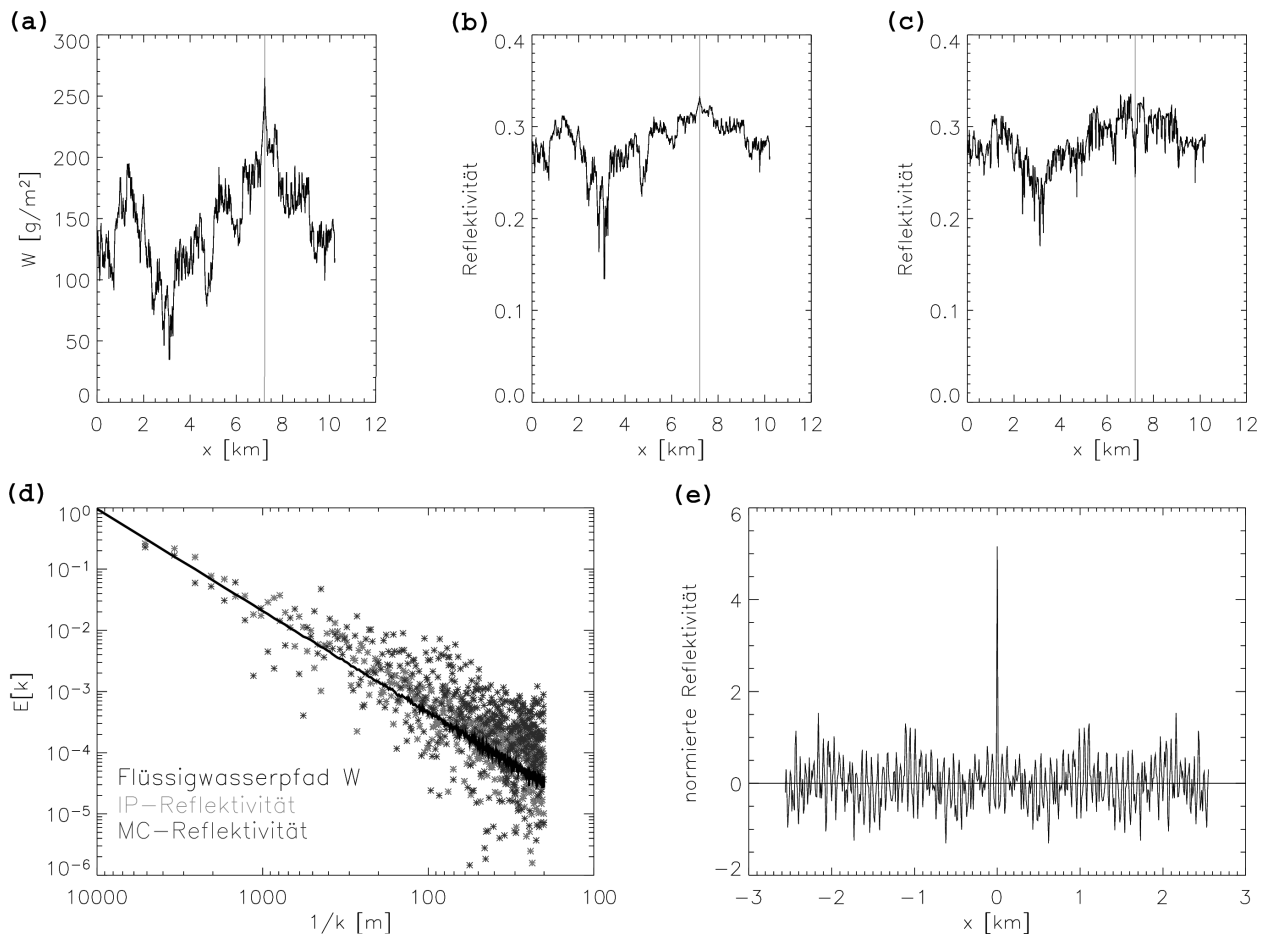 (a)
300
250
200
150
100
50
0
W [g/m²]
0 2 4 6 8 10 12
x [km]
(b)
0.4
0.3
0.2
0.1
0.0
Reflektivität
0 2 4 6 8 10 12
x [km]
(c)
0.4
0.3
0.2
0.1
0.0
Reflektivität
0 2 4 6 8 10 12
x [km]
(d)
10⁰
10⁻¹
10⁻²
10⁻³
10⁻⁴
10⁻⁵
10⁻⁶
E[k]
Flüssigwasserpfad W
IP−Reflektivität
MC−Reflektivität
10000 1000 100 100
1/k [m]
(e)
6
4
2
0
−2
normierte Reflektivität
−3 −2 −1 0 1 2 3
x [km]